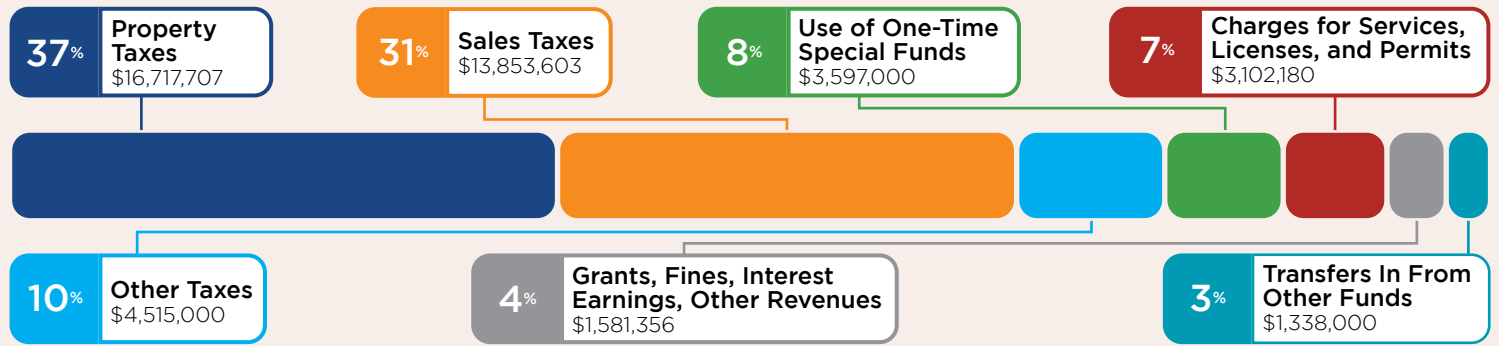 37%
Property
Taxes
$16,717,707
31%
Sales Taxes
$13,853,603
8%
Use of One-Time
Special Funds
$3,597,000
7%
Charges for Services,
Licenses, and Permits
$3,102,180
10%
Other Taxes
$4,515,000
4%
Grants, Fines, Interest
Earnings, Other Revenues
$1,581,356
3%
Transfers In From
Other Funds
$1,338,000